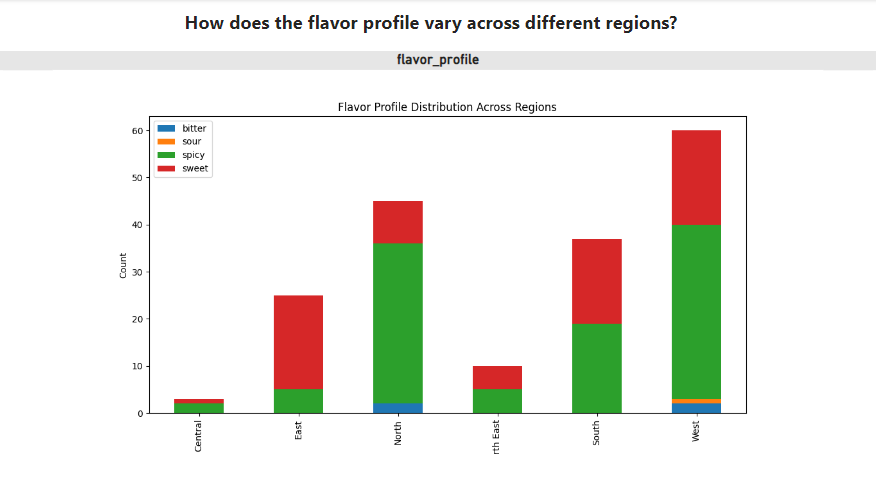 How does the flavor profile vary across different regions?
flavor_profile
Flavor Profile Distribution Across Regions
bitter
sour
spicy
sweet
60
50
40
30
20
10
0
Count
Central
East
North
rth East
South
West